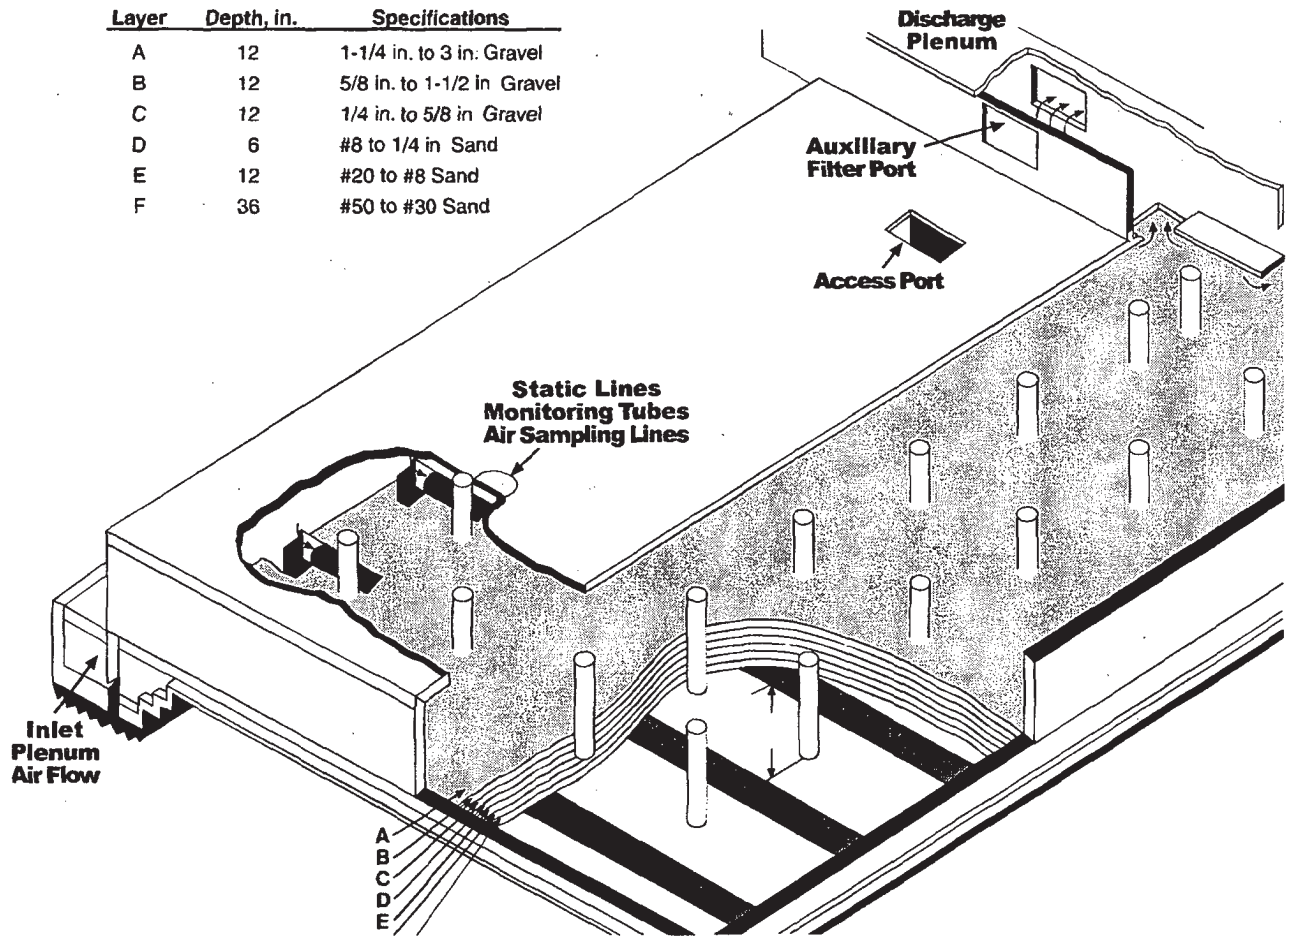 Layer Depth, in. Specifications
A 12 1-1/4 in. to 3 in. Gravel
B 12 5/8 in. to 1-1/2 in Gravel
C 12 1/4 in. to 5/8 in Gravel
D 6 #8 to 1/4 in Sand
E 12 #20 to #8 Sand
F 36 #50 to #30 Sand
Discharge
Plenum
Auxiliary
Filter Port
Access Port
Static Lines
Monitoring Tubes
Air Sampling Lines
Inlet
Plenum
Air Flow
A
B
C
D
E